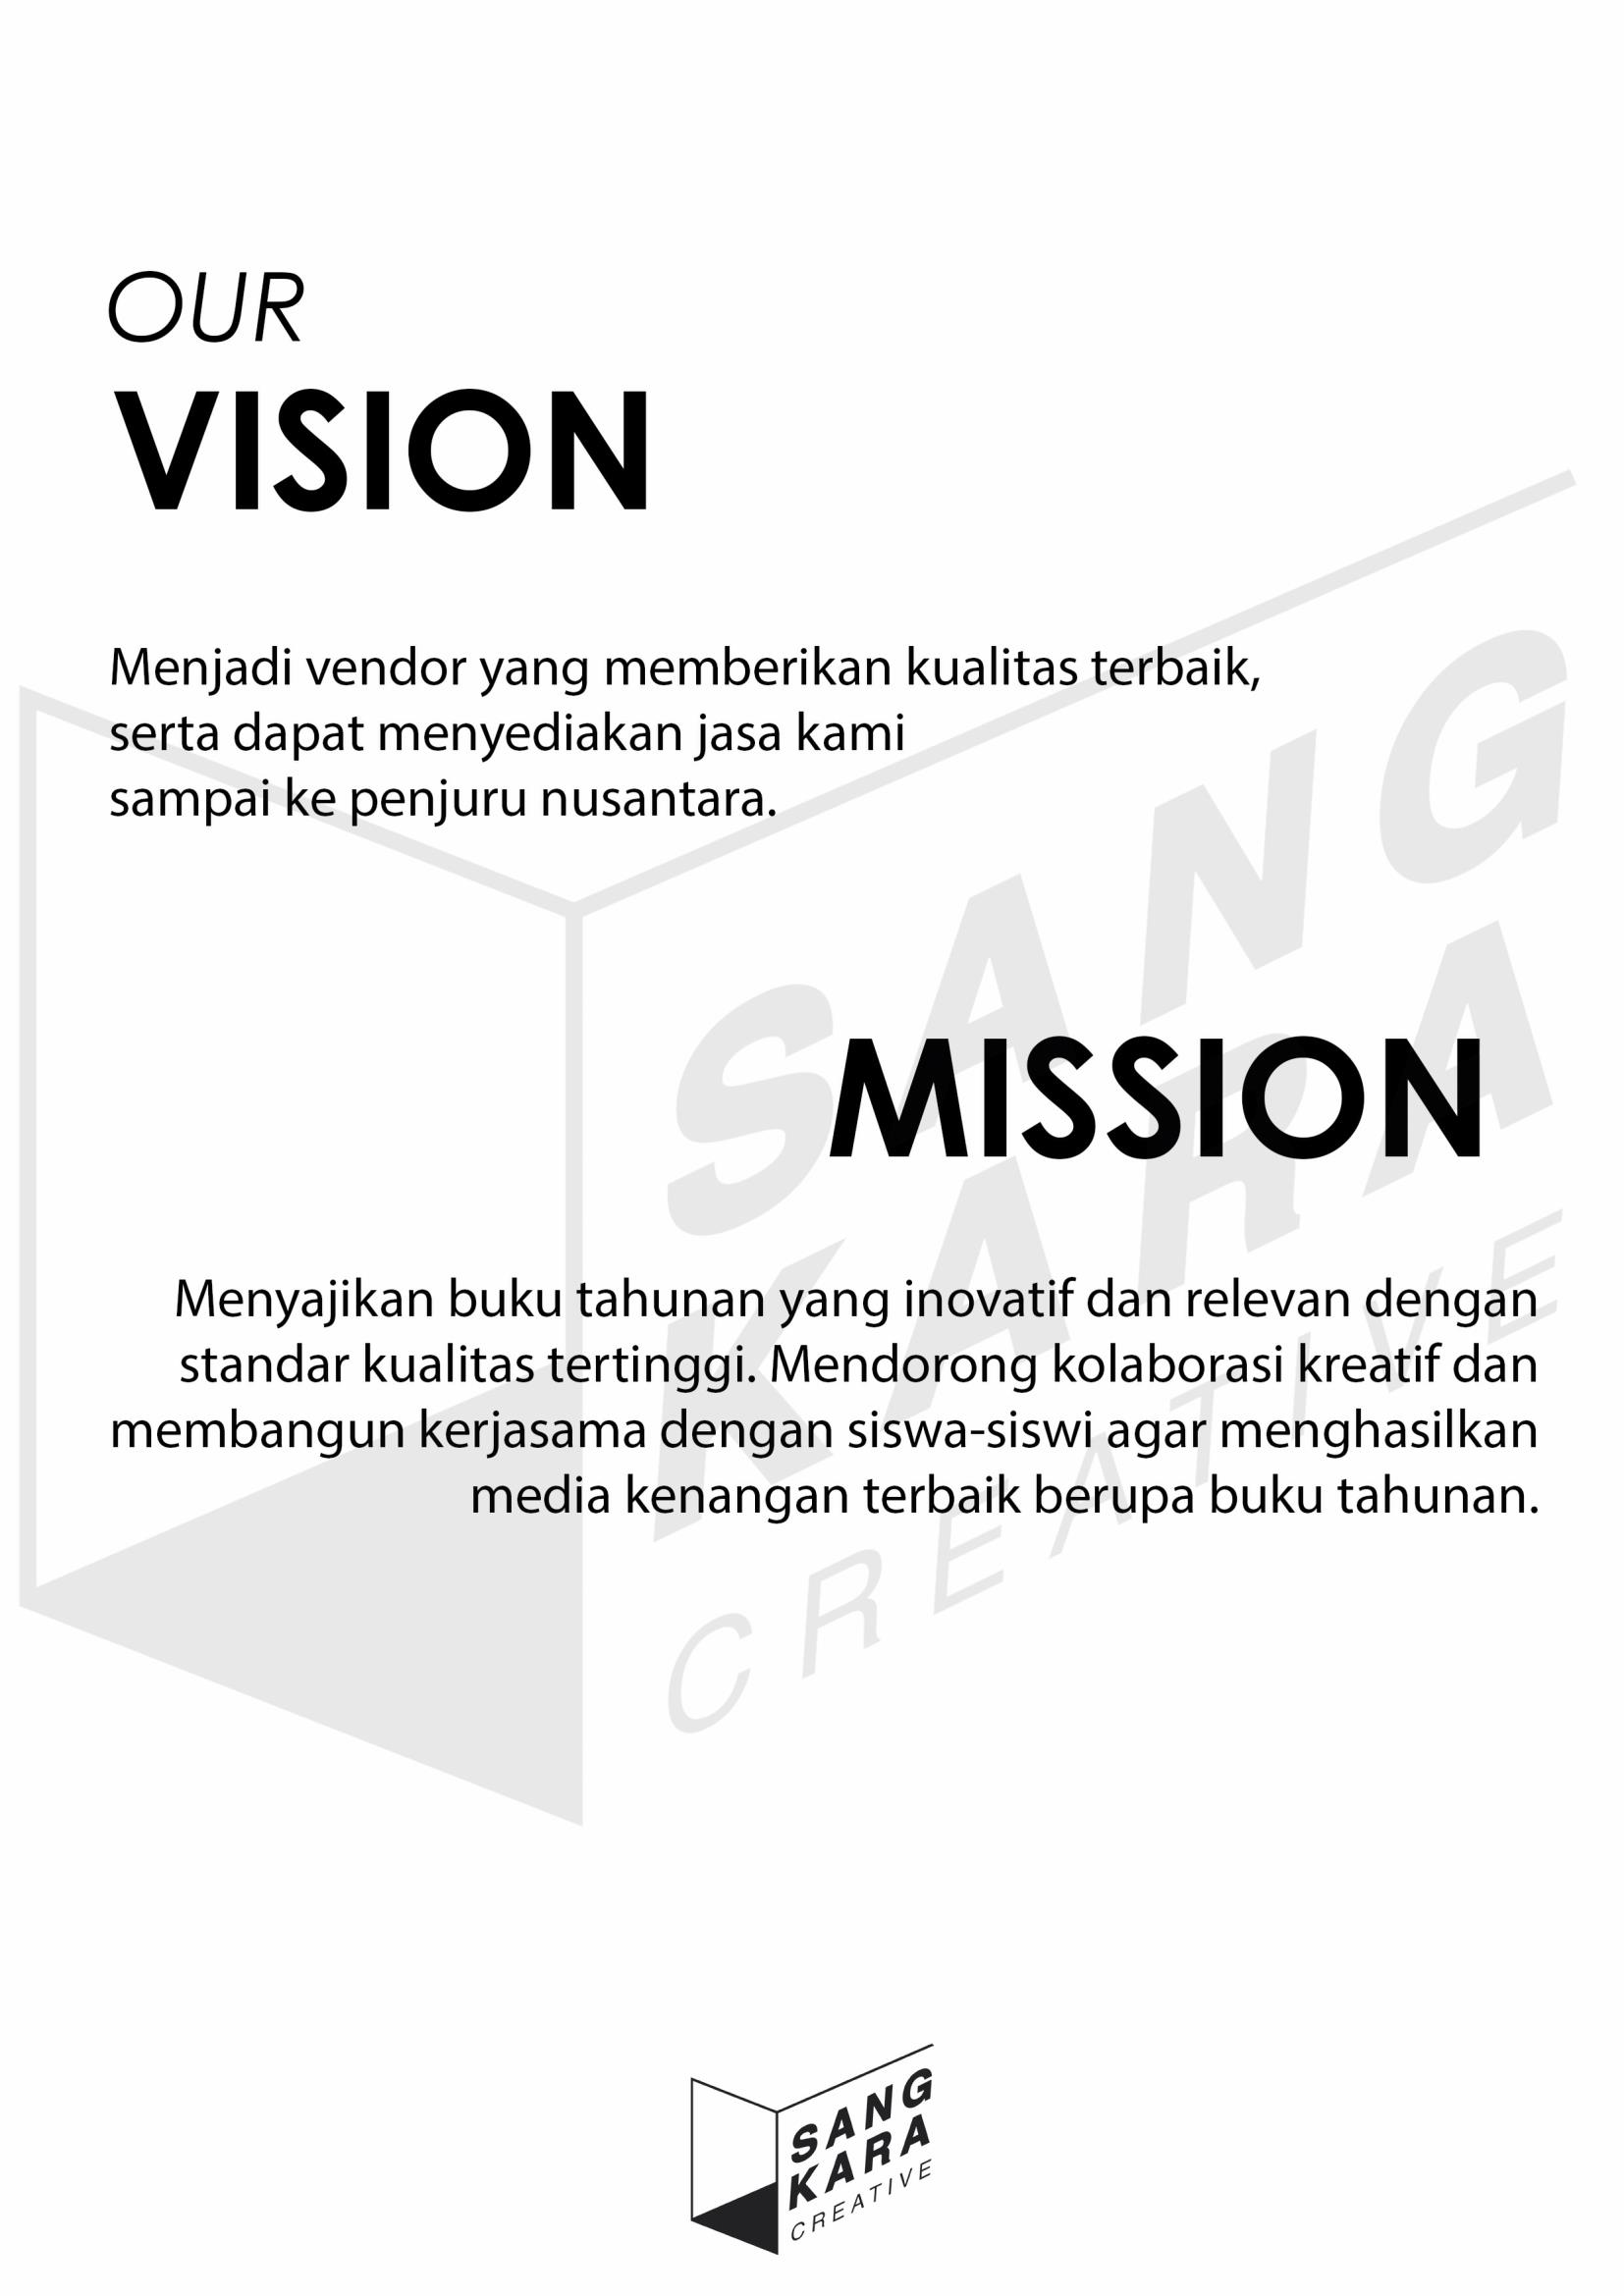 OUR
VISION
Menjadi vendor yang memberikan kualitas terbaik,
serta dapat menyediakan jasa kami
sampai ke penjuru nusantara.
SANG
KARA
CREATIVE
MISSION
Menyajikan buku tahunan yang inovatif dan relevan dengan
standar kualitas tertinggi. Mendorong kolaborasi kreatif dan
membangun kerjasama dengan siswa-siswi agar menghasilkan
media kenangan terbaik berupa buku tahunan.
SANG
KARA
CREATIVE